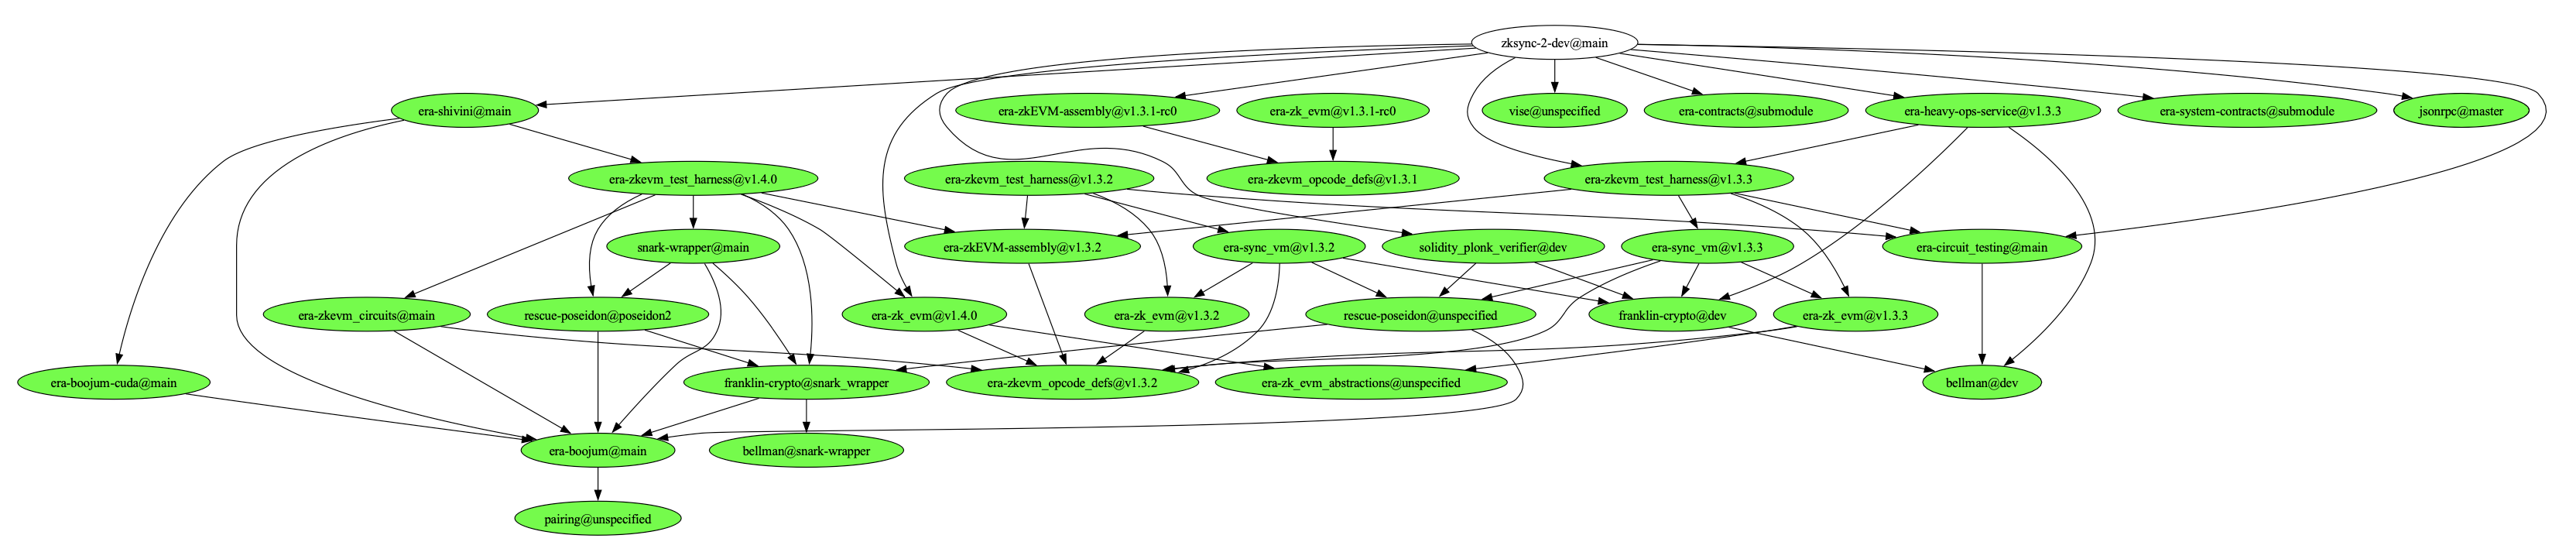 zksync-2-dev@main
era-shivini@main
era-zkEVM-assembly@v1.3.1-rc0
era-zk_evm@v1.3.1-rc0
vise@unspecified
era-contracts@submodule
era-heavy-ops-service@v1.3.3
era-system-contracts@submodule
jsonrpc@master
era-zkevm_test_harness@v1.4.0
era-zkevm_test_harness@v1.3.2
era-zkevm_opcode_defs@v1.3.1
era-zkevm_test_harness@v1.3.3
snark-wrapper@main
era-zkEVM-assembly@v1.3.2
era-sync_vm@v1.3.2
solidity_plonk_verifier@dev
era-sync_vm@v1.3.3
era-circuit_testing@main
era-zkevm_circuits@main
rescue-poseidon@poseidon2
era-zk_evm@v1.4.0
era-zk_evm@v1.3.2
rescue-poseidon@unspecified
franklin-crypto@dev
era-zk_evm@v1.3.3
era-boojum-cuda@main
franklin-crypto@snark_wrapper
era-zkevm_opcode_defs@v1.3.2
era-zk_evm_abstractions@unspecified
bellman@dev
era-boojum@main
bellman@snark-wrapper
pairing@unspecified